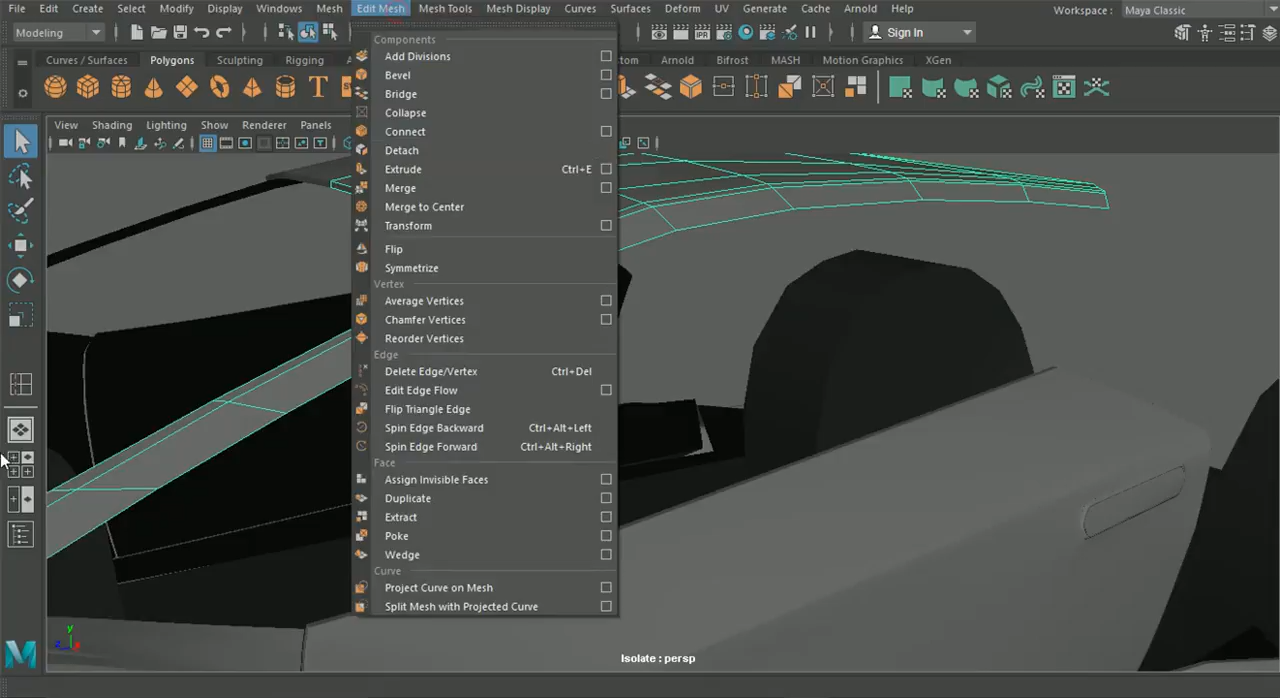 File Edit Create Select Modify Display Windows Mesh Edit Mesh Mesh Tools Mesh Display Curves Surfaces Deform UV Generate Cache Arnold Help Workspace : Maya Classic
Modeling Sign In
Curves / Surfaces Polygons Sculpting Rigging A tom Arnold Bifrost MASH Motion Graphics XGen
View Shading Lighting Show Renderer Panels
Components
Add Divisions
Bevel
Bridge
Collapse
Connect
Detach
Extrude Ctrl+E
Merge
Merge to Center
Transform
Flip
Symmetrize
Vertex
Average Vertices
Chamfer Vertices
Reorder Vertices
Edge
Delete Edge/Vertex Ctrl+Del
Edit Edge Flow
Flip Triangle Edge
Spin Edge Backward Ctrl+Alt+Left
Spin Edge Forward Ctrl+Alt+Right
Face
Assign Invisible Faces
Duplicate
Extract
Poke
Wedge
Curve
Project Curve on Mesh
Split Mesh with Projected Curve
y
z x
Isolate : persp
M